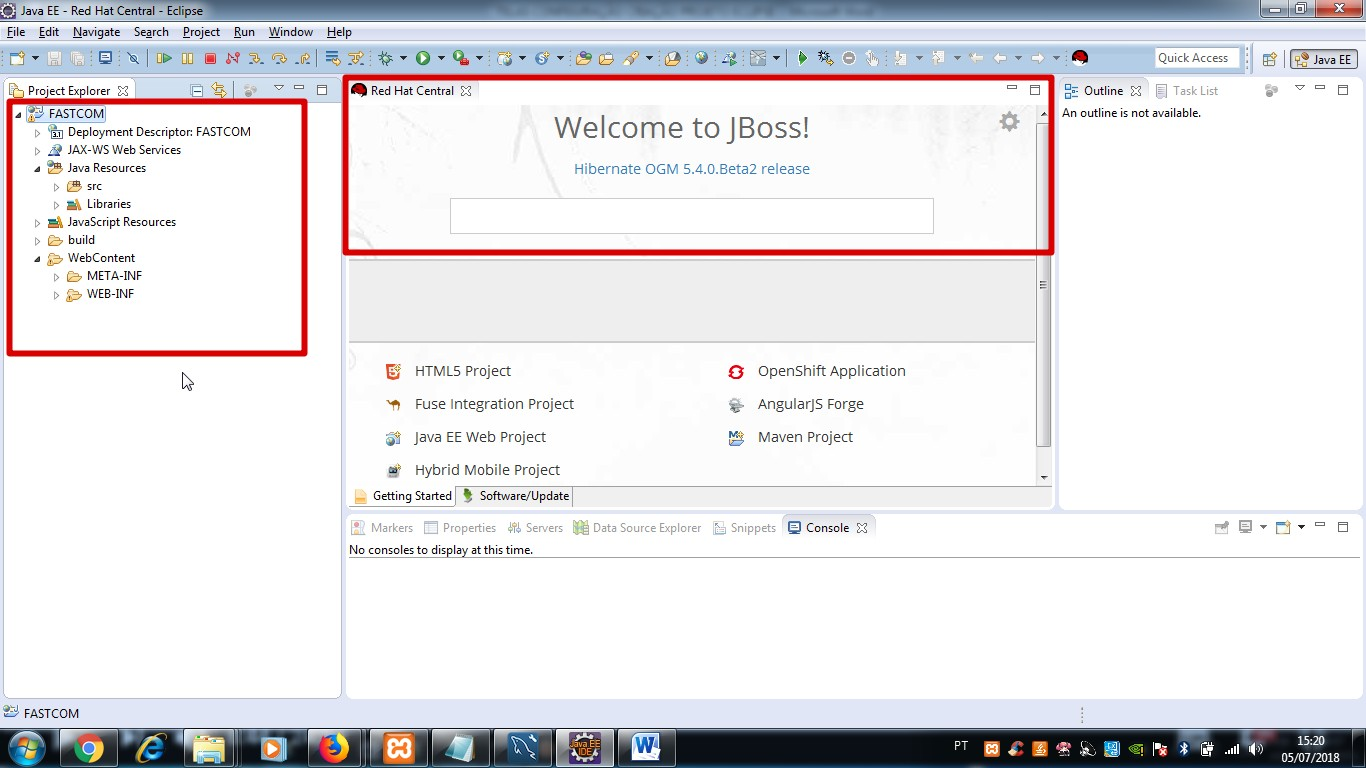 Java EE - Red Hat Central - Eclipse
File Edit Navigate Search Project Run Window Help
Quick Access Java EE
Project Explorer
FASTCOM
3.1 Deployment Descriptor: FASTCOM
JAX-WS Web Services
Java Resources
src
Libraries
JavaScript Resources
build
WebContent
META-INF
WEB-INF
Red Hat Central
Welcome to JBoss!
Hibernate OGM 5.4.0.Beta2 release
HTML5 Project
OpenShift Application
Fuse Integration Project
AngularJS Forge
Java EE Web Project
Maven Project
Hybrid Mobile Project
Getting Started Software/Update
Outline Task List
An outline is not available.
Markers Properties Servers Data Source Explorer Snippets Console
No consoles to display at this time.
FASTCOM
Java EE
IDE
PT
15:20
05/07/2018